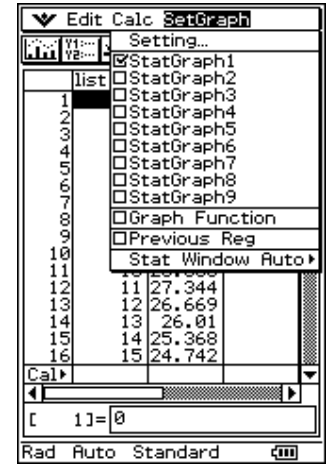 Edit Calc SetGraph
Y1:
Y2:
Setting...
list
StatGraph1
StatGraph2
StatGraph3
StatGraph4
StatGraph5
StatGraph6
StatGraph7
StatGraph8
StatGraph9
Graph Function
Previous Reg
Stat Window Auto
1
2
3
4
5
6
7
8
9
10
11
12 11 27.344
13 12 26.669
14 13 26.01
15 14 25.368
16 15 24.742
Cal
[ 1]= 0
Rad Auto Standard